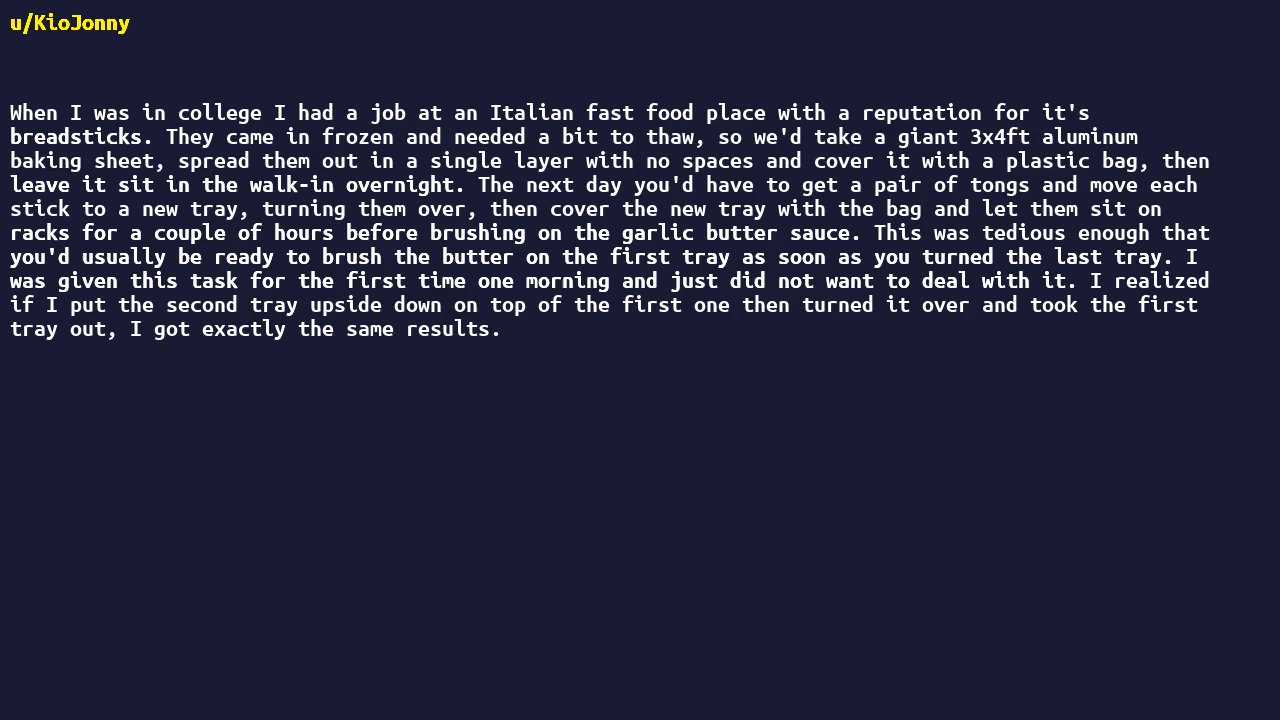 u/KioJonny
When I was in college I had a job at an Italian fast food place with a reputation for it's
breadsticks. They came in frozen and needed a bit to thaw, so we'd take a giant 3x4ft aluminum
baking sheet, spread them out in a single layer with no spaces and cover it with a plastic bag, then
leave it sit in the walk-in overnight. The next day you'd have to get a pair of tongs and move each
stick to a new tray, turning them over, then cover the new tray with the bag and let them sit on
racks for a couple of hours before brushing on the garlic butter sauce. This was tedious enough that
you'd usually be ready to brush the butter on the first tray as soon as you turned the last tray. I
was given this task for the first time one morning and just did not want to deal with it. I realized
if I put the second tray upside down on top of the first one then turned it over and took the first
tray out, I got exactly the same results.